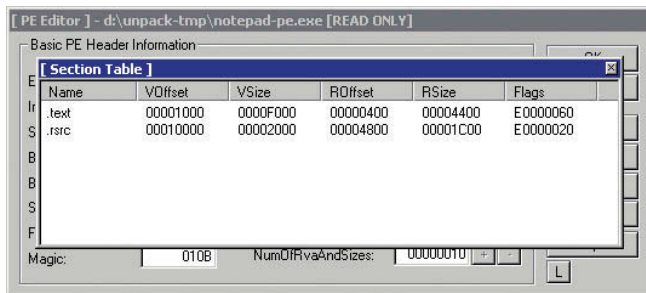 [ PE Editor ] - d:\unpack-tmp\notepad-pe.exe [READ ONLY]
Basic PE Header Information
[ Section Table ]
Name VOffset VSize ROffset RSize Flags
.text 00001000 0000F000 00000400 00004400 E0000060
.rsrc 00010000 00002000 00004800 00001C00 E0000020
Magic: 010B NumOfRvaAndSizes: 00000010 + -
L